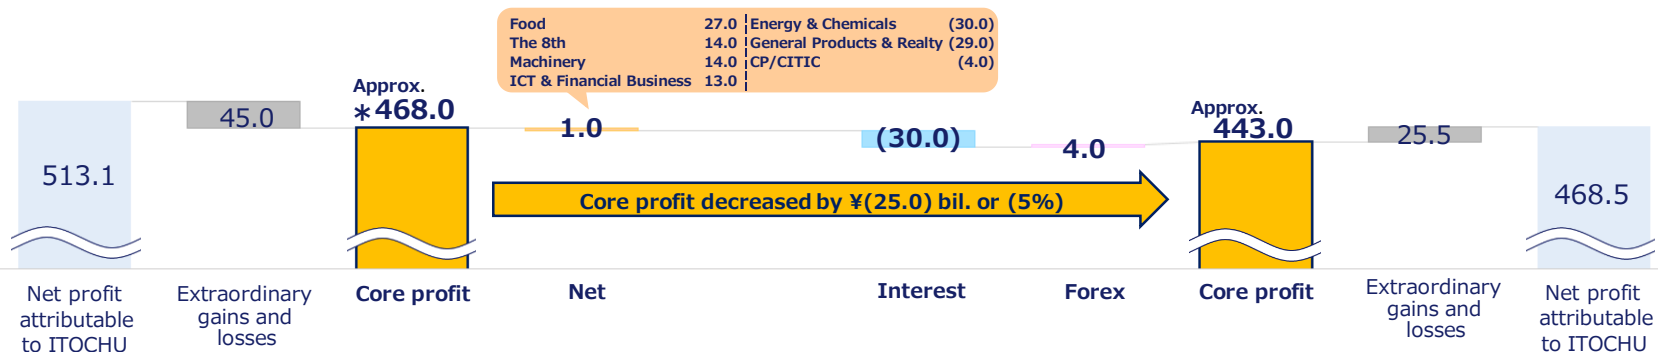 Food 27.0 Energy & Chemicals (30.0)
The 8th 14.0 General Products & Realty (29.0)
Machinery 14.0 CP/CITIC (4.0)
ICT & Financial Business 13.0
Approx.
*468.0
45.0
1.0
(30.0)
4.0
Approx.
443.0
25.5
513.1
Core profit decreased by ¥(25.0) bil. or (5%)
468.5
Net profit
attributable
to ITOCHU
Extraordinary
gains and
losses
Core profit
Net
Interest
Forex
Core profit
Extraordinary
gains and
losses
Net profit
attributable
to ITOCHU